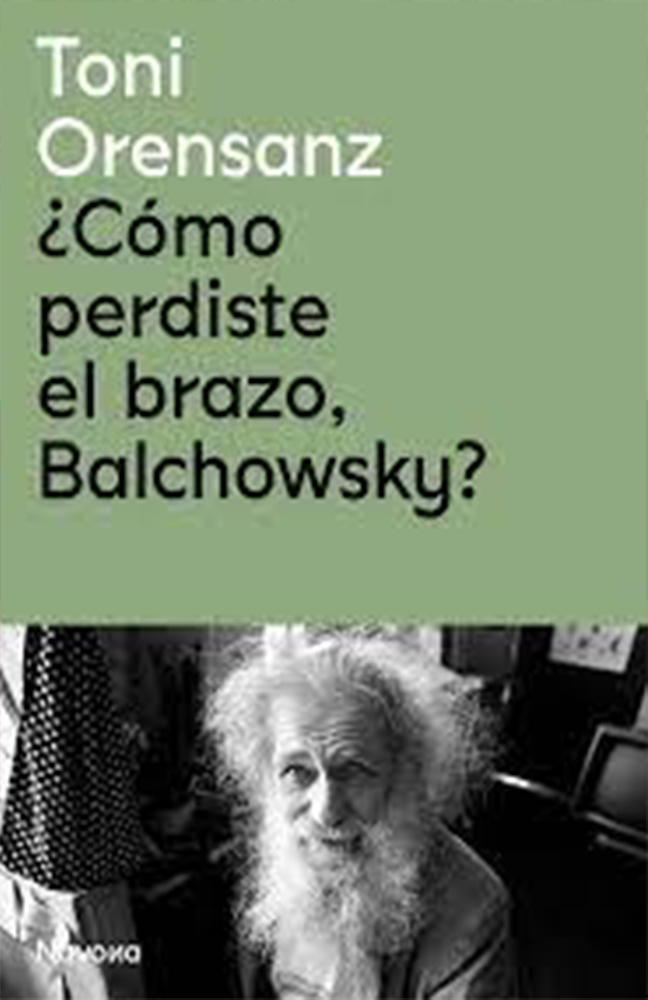 Toni
Orensanz
¿Cómo
perdiste
el brazo,
Balchowsky?
Navona